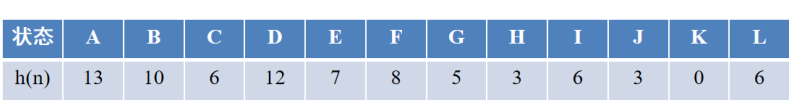 状态 A B C D E F G H I J K L
h(n) 13 10 6 12 7 8 5 3 6 3 0 6